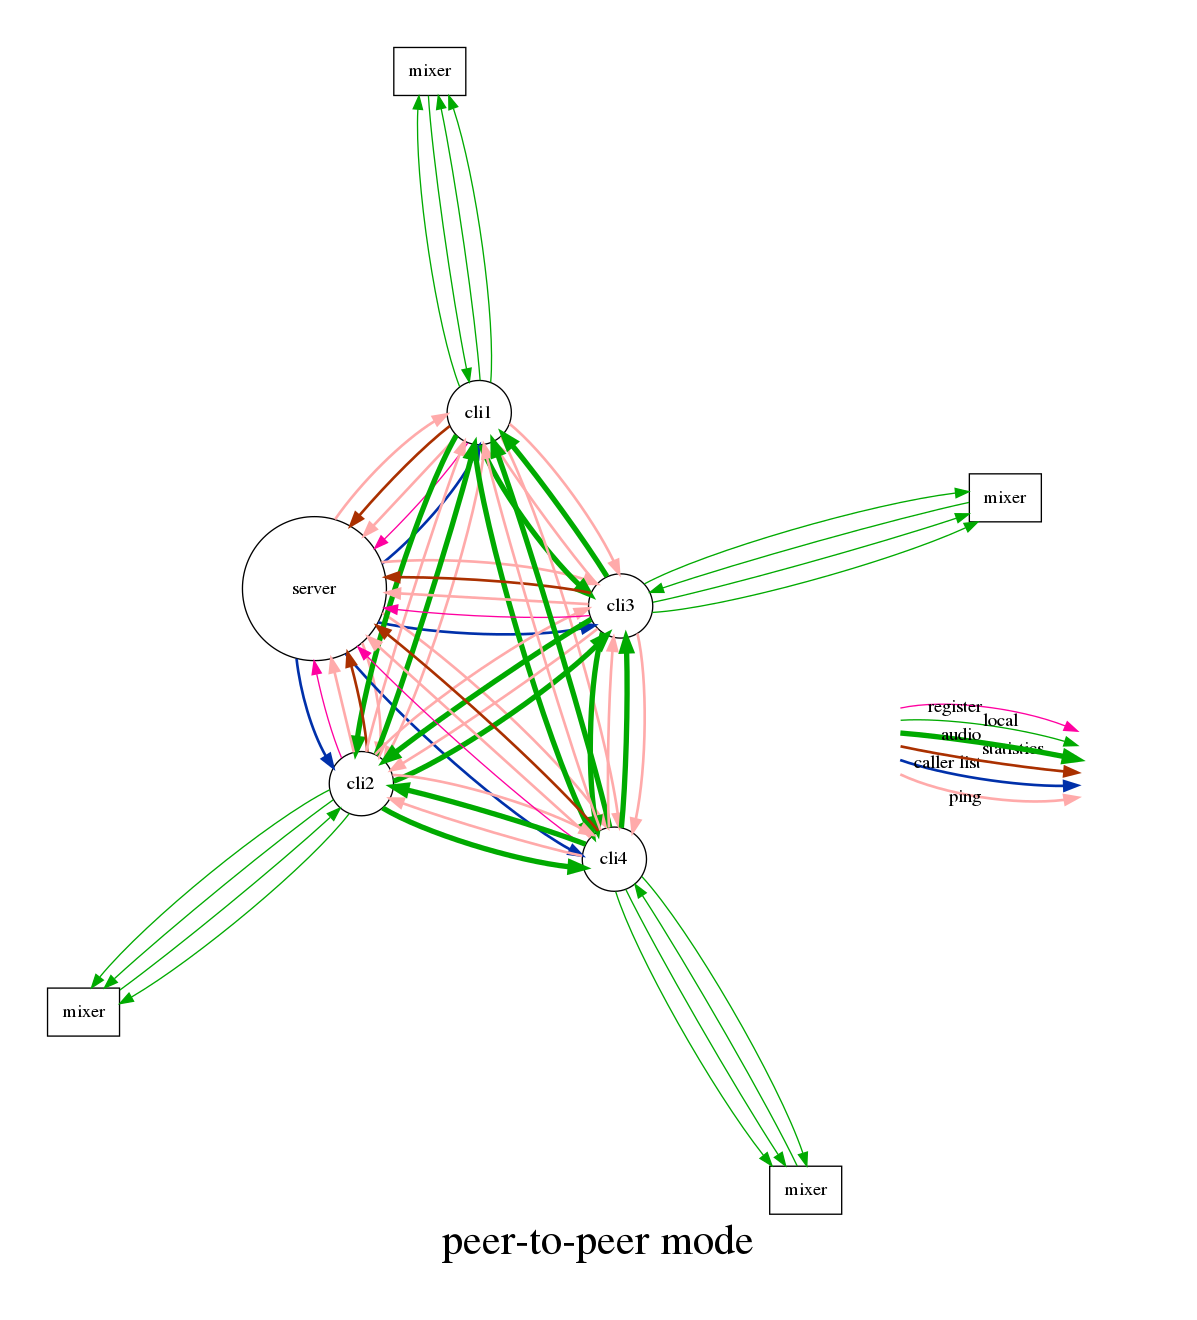 mixer
cli1
mixer
server
cli3
register
local
audio
statistics
caller list
ping
cli2
cli4
mixer
mixer
peer-to-peer mode